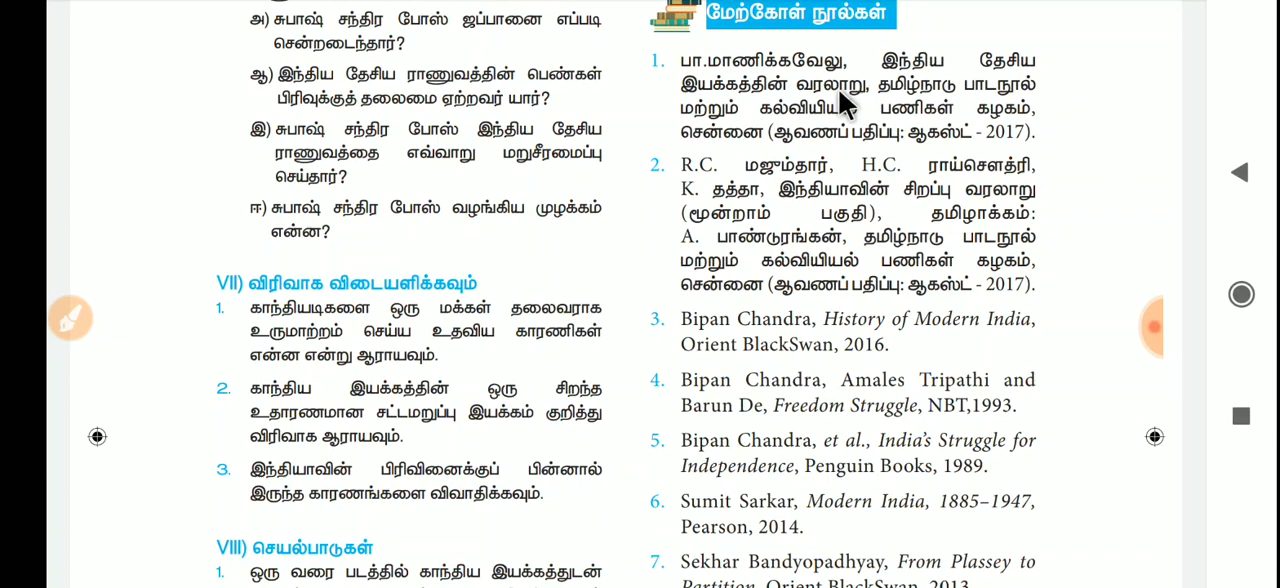 அ) சுபாஷ் சந்திர போஸ் ஜப்பானை எப்படி
சென்றடைந்தார்?
ஆ) இந்திய தேசிய ராணுவத்தின் பெண்கள்
பிரிவுக்குத் தலைமை ஏற்றவர் யார்?
இ) சுபாஷ் சந்திர போஸ் இந்திய தேசிய
ராணுவத்தை எவ்வாறு மறுசீரமைப்பு
செய்தார்?
ஈ) சுபாஷ் சந்திர போஸ் வழங்கிய முழக்கம்
என்ன?
VII) விரிவாக விடையளிக்கவும்
1. காந்தியடிகளை ஒரு மக்கள் தலைவராக
உருமாற்றம் செய்ய உதவிய காரணிகள்
என்ன என்று ஆராயவும்.
2. காந்திய இயக்கத்தின் ஒரு சிறந்த
உதாரணமான சட்டமறுப்பு இயக்கம் குறித்து
விரிவாக ஆராயவும்.
3. இந்தியாவின் பிரிவினைக்குப் பின்னால்
இருந்த காரணங்களை விவாதிக்கவும்.
VIII) செயல்பாடுகள்
1. ஒரு வரை படத்தில் காந்திய இயக்கத்துடன்
மேற்கோள் நூல்கள்
1. பா.மாணிக்கவேலு, இந்திய தேசிய
இயக்கத்தின் வரலாறு, தமிழ்நாடு பாடநூல்
மற்றும் கல்வியியல் பணிகள் கழகம்,
சென்னை (ஆவணப் பதிப்பு: ஆகஸ்ட் - 2017).
2. R.C. மஜும்தார், H.C. ராய்சௌத்ரி,
K. தத்தா, இந்தியாவின் சிறப்பு வரலாறு
(மூன்றாம் பகுதி), தமிழாக்கம்:
A. பாண்டுரங்கன், தமிழ்நாடு பாடநூல்
மற்றும் கல்வியியல் பணிகள் கழகம்,
சென்னை (ஆவணப் பதிப்பு: ஆகஸ்ட் - 2017).
3. Bipan Chandra, History of Modern India,
Orient BlackSwan, 2016.
4. Bipan Chandra, Amales Tripathi and
Barun De, Freedom Struggle, NBT,1993.
5. Bipan Chandra, et al., India's Struggle for
Independence, Penguin Books, 1989.
6. Sumit Sarkar, Modern India, 1885–1947,
Pearson, 2014.
7. Sekhar Bandyopadhyay, From Plassey to
Partition, Orient BlackSwan, 2013.